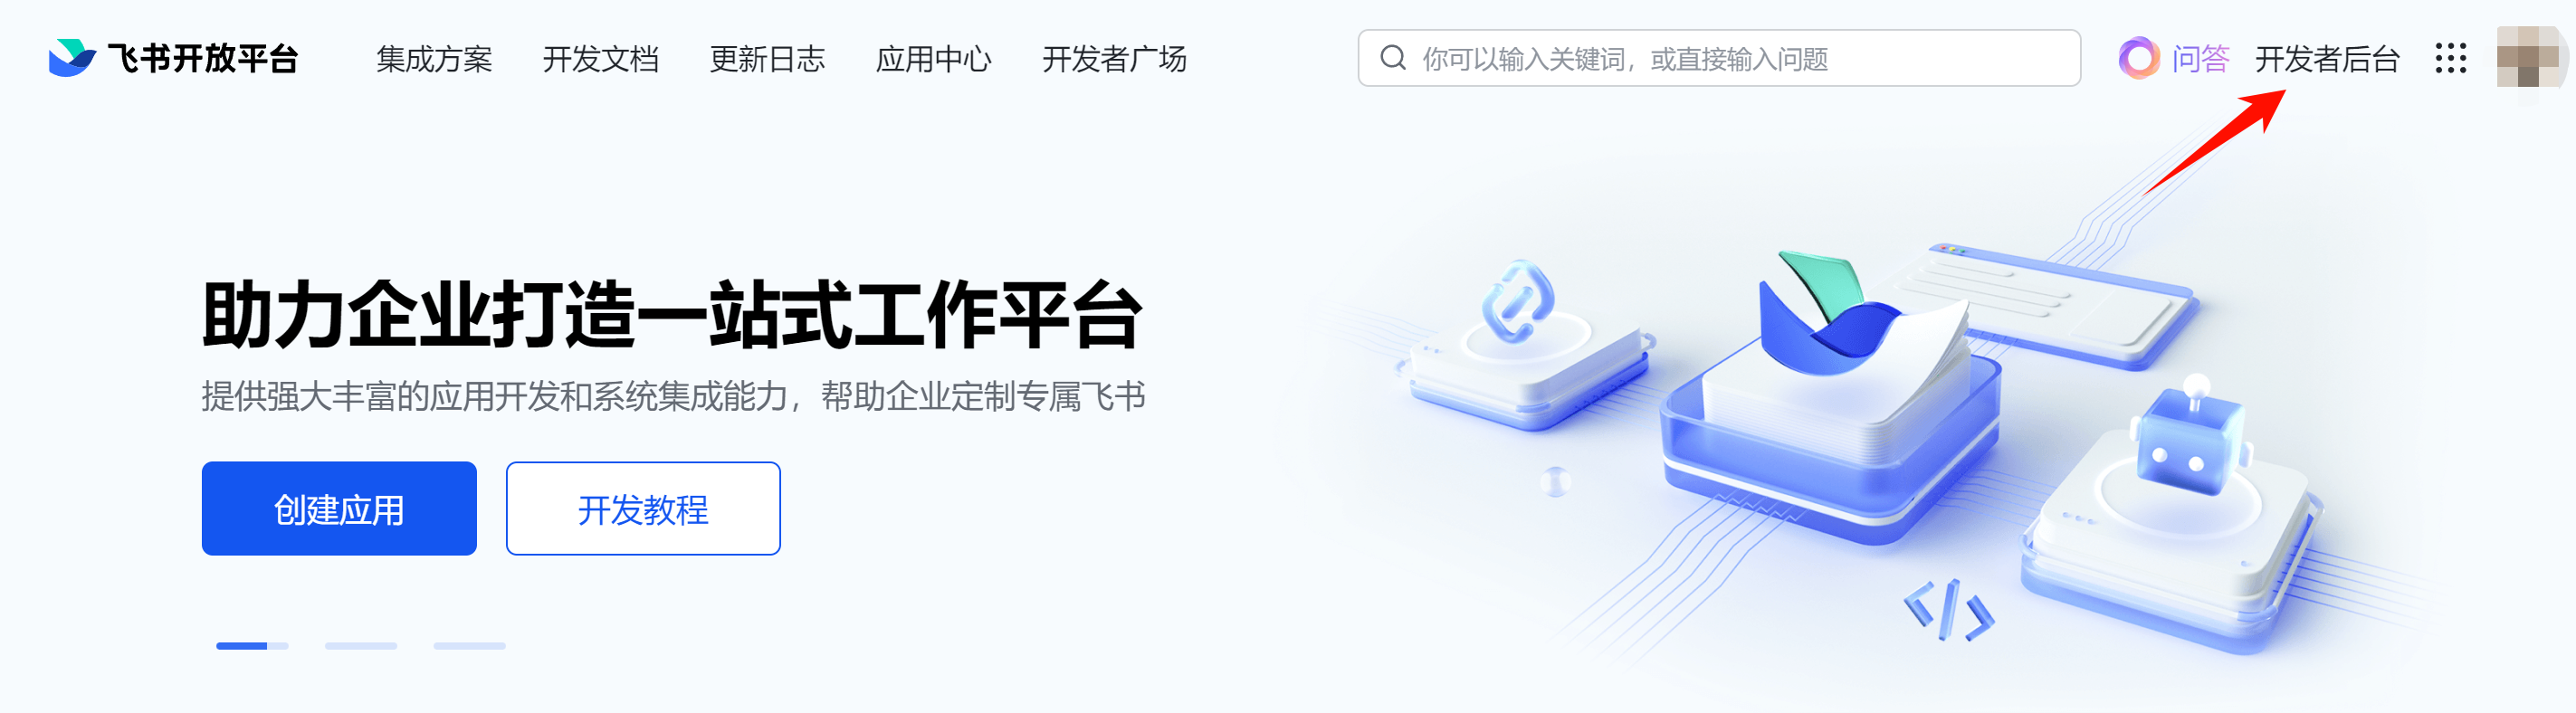 飞书开放平台 集成方案 开发文档 更新日志 应用中心 开发者广场 你可以输入关键词，或直接输入问题 问答 开发者后台
助力企业打造一站式工作平台
提供强大丰富的应用开发和系统集成能力，帮助企业定制专属飞书
创建应用 开发教程